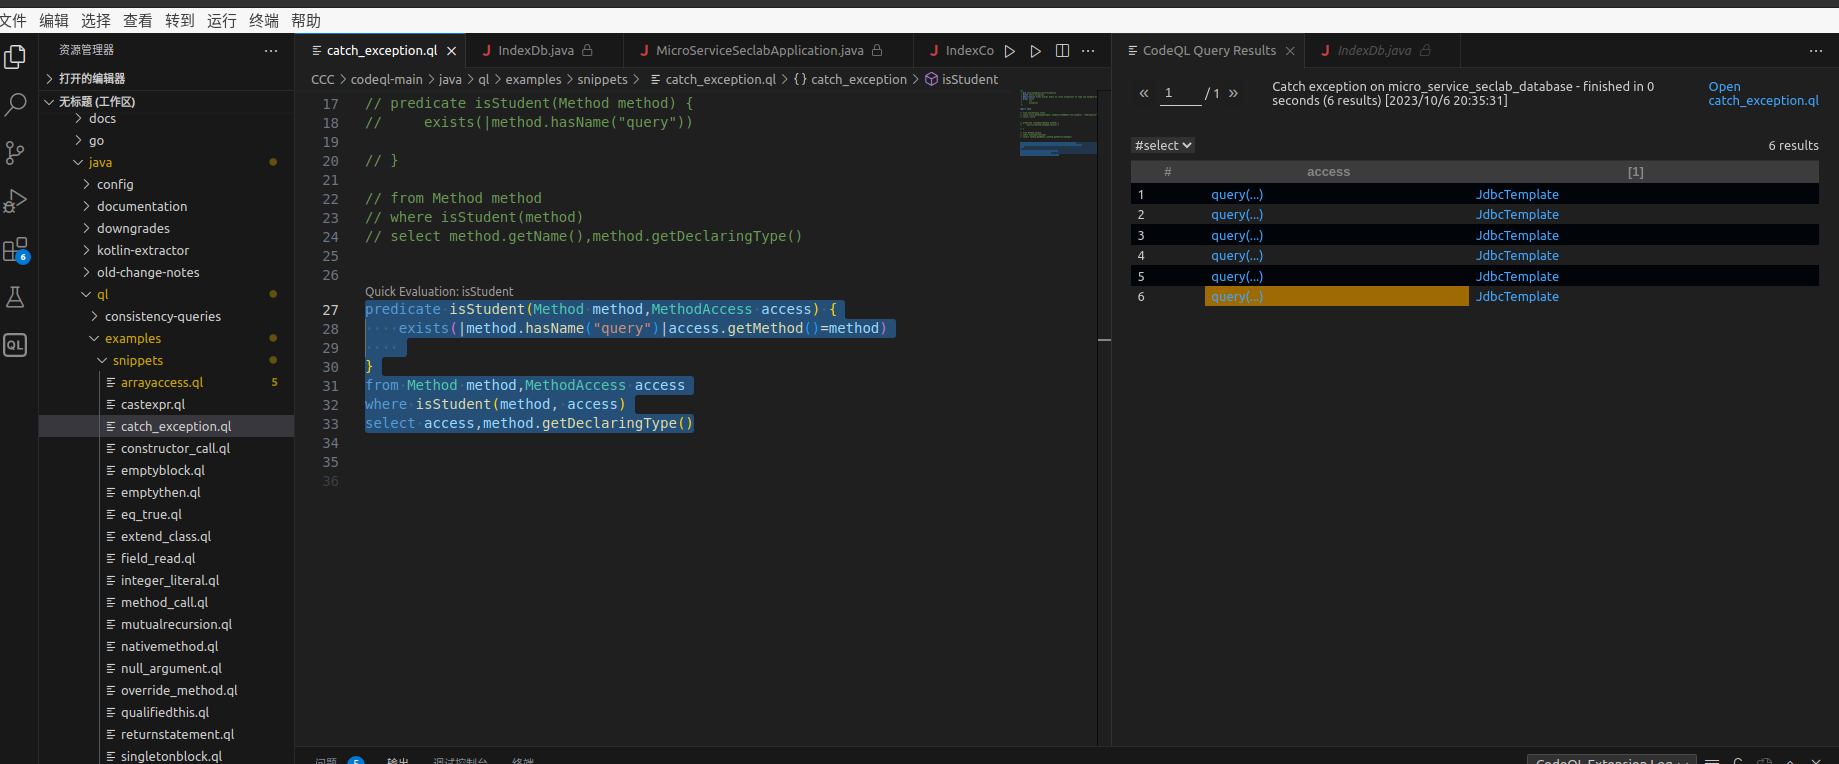 文件 编辑 选择 查看 转到 运行 终端 帮助
资源管理器 ···
打开的编辑器
无标题 (工作区)
docs
go
java
config
documentation
downgrades
kotlin-extractor
old-change-notes
ql
consistency-queries
examples
snippets
arrayaccess.ql 5
castexpr.ql
catch_exception.ql
constructor_call.ql
emptyblock.ql
emptythen.ql
eq_true.ql
extend_class.ql
field_read.ql
integer_literal.ql
method_call.ql
mutualrecursion.ql
nativemethod.ql
null_argument.ql
override_method.ql
qualifiedthis.ql
returnstatement.ql
singletonblock.ql
6
QL
catch_exception.ql J IndexDb.java J MicroServiceSeclabApplication.java J IndexCo ···
CCC > codeql-main > java > ql > examples > snippets > catch_exception.ql > {} catch_exception > isStudent
17 // predicate isStudent(Method method) {
18 //     exists(|method.hasName("query"))
19
20 // }
21
22 // from Method method
23 // where isStudent(method)
24 // select method.getName(),method.getDeclaringType()
25
26
Quick Evaluation: isStudent
27 predicate isStudent(Method method,MethodAccess access) {
28     exists(|method.hasName("query")|access.getMethod()=method)
29
30 }
31 from Method method,MethodAccess access
32 where isStudent(method, access)
33 select access,method.getDeclaringType()
34
35
36
CodeQL Query Results J IndexDb.java ···
« 1 / 1 »
Catch exception on micro_service_seclab_database - finished in 0
seconds (6 results) [2023/10/6 20:35:31]
Open
catch_exception.ql
#select 6 results
# access [1]
1 query(...) JdbcTemplate
2 query(...) JdbcTemplate
3 query(...) JdbcTemplate
4 query(...) JdbcTemplate
5 query(...) JdbcTemplate
6 query(...) JdbcTemplate
问题 5 输出 调试控制台 终端
CodeQL Extension Log